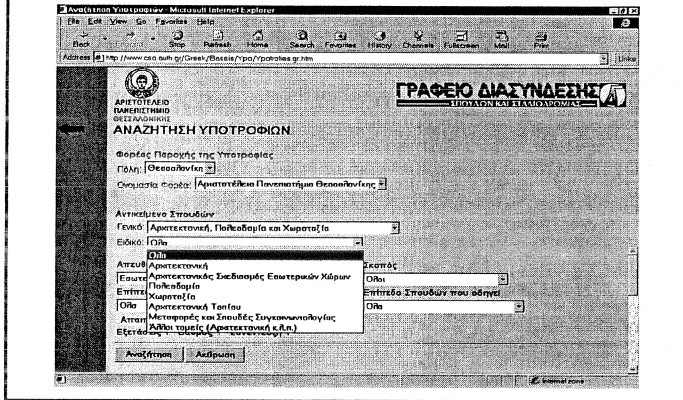 Αναζήτηση Υποτροφιών - Microsoft Internet Explorer
File Edit View Go Favorites Help
Back Forward Stop Refresh Home Search Favorites History Channels Fullscreen Mail Print
Address http://www.cso.auth.gr/Greek/Bassis/Ypo/Ypotrofies.gr.htm Links
ΑΡΙΣΤΟΤΕΛΕΙΟ
ΠΑΝΕΠΙΣΤΗΜΙΟ
ΘΕΣΣΑΛΟΝΙΚΗΣ
ΓΡΑΦΕΙΟ ΔΙΑΣΥΝΔΕΣΗΣ
ΣΠΟΥΔΩΝ ΚΑΙ ΣΤΑΔΙΟΔΡΟΜΙΑΣ
ΑΝΑΖΗΤΗΣΗ ΥΠΟΤΡΟΦΙΩΝ
Φορέας Παροχής της Υποτροφίας
Πόλη: Θεσσαλονίκη
Ονομασία Φορέα: Αριστοτέλειο Πανεπιστήμιο Θεσσαλονίκης
Αντικείμενο Σπουδών
Γενικό: Αρχιτεκτονική, Πολεοδομία και Χωροταξία
Ειδικό: Όλα
Όλα
Αρχιτεκτονική
Αρχιτεκτονικός Σχεδιασμός Εσωτερικών Χώρων
Πολεοδομία
Χωροταξία
Αρχιτεκτονική Τοπίου
Μεταφορές και Σπουδές Συγκοινωνιολογίας
Άλλοι τομείς (Αρχιτεκτονική κ.λ.π.)
Απευθ Σκοπός
Εσωτε Όλοι
Επίπε Επίπεδο Σπουδών που οδηγεί
Όλα Όλα
Απαιτ
Εξετάσεις
Αναζήτηση Ακύρωση
Internet zone